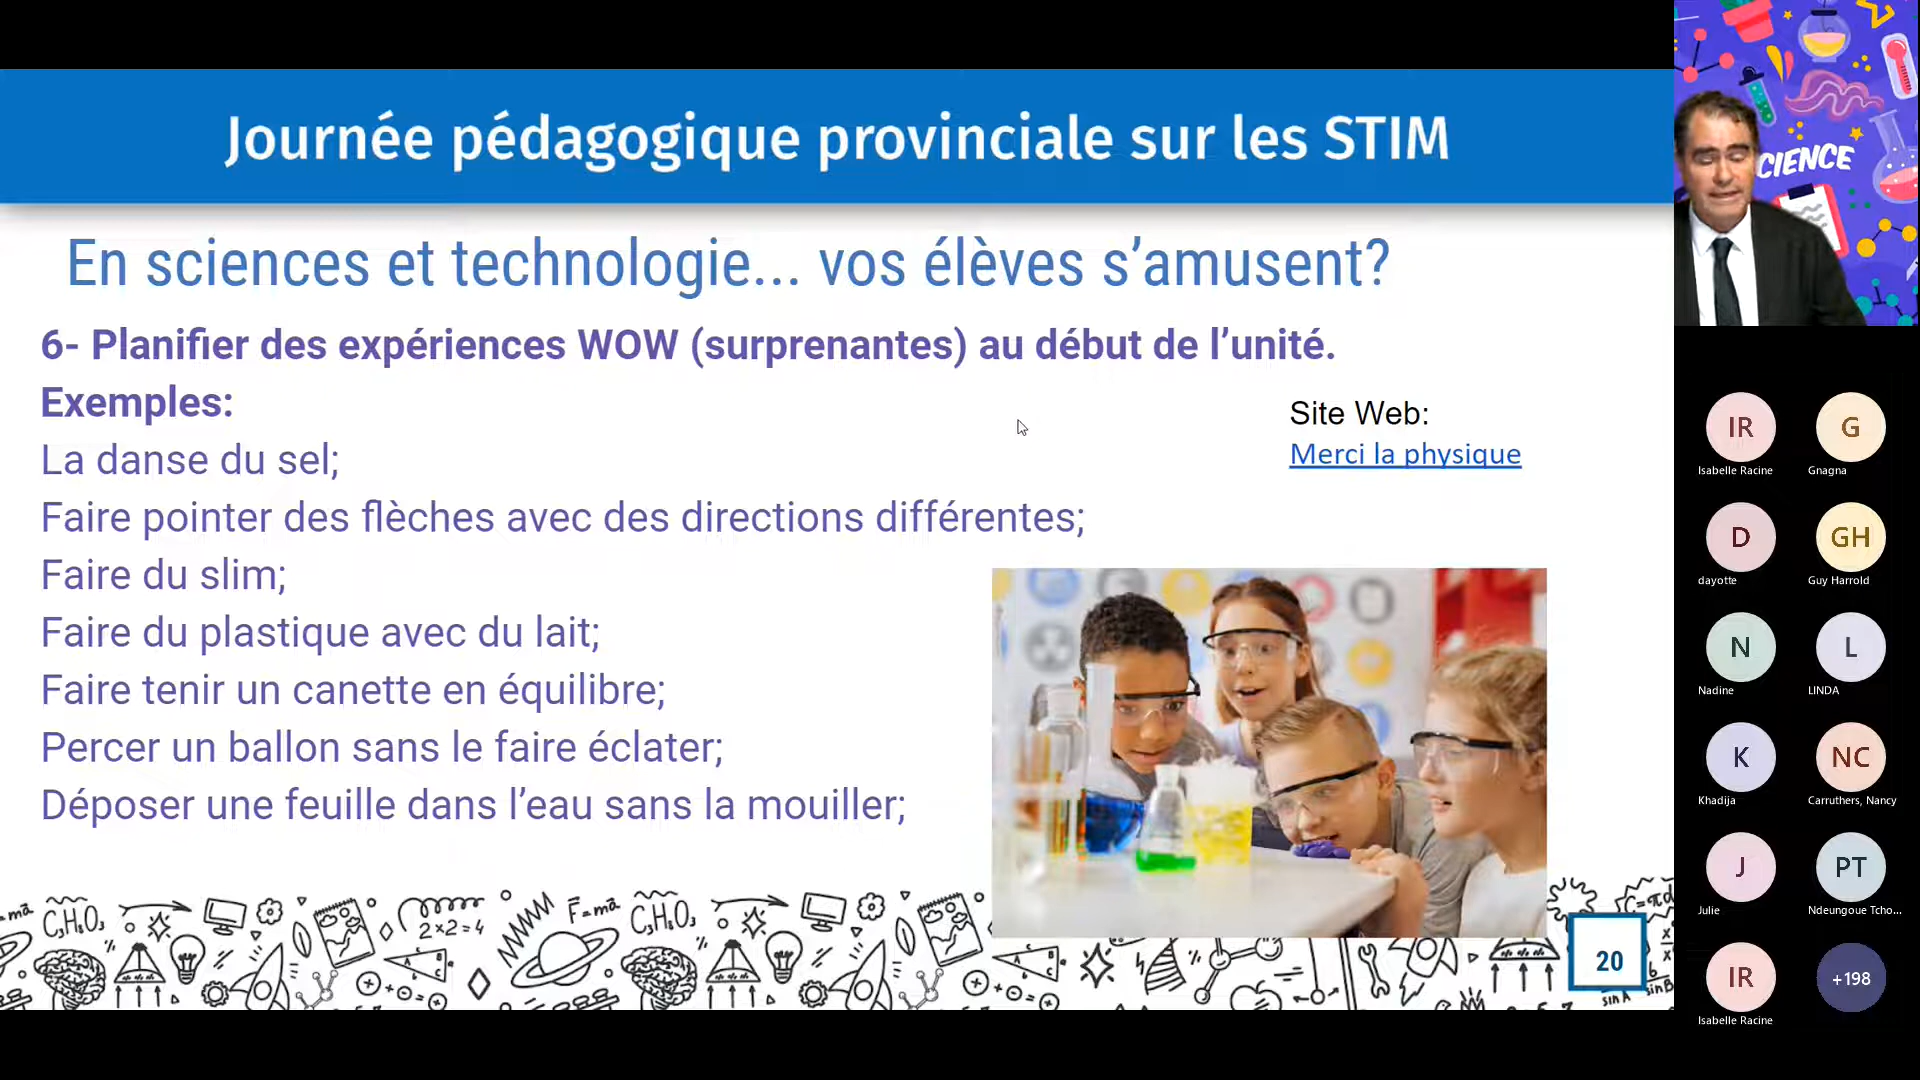 Journée pédagogique provinciale sur les STIM
En sciences et technologie... vos élèves s’amusent?
6- Planifier des expériences WOW (surprenantes) au début de l’unité.
Exemples:
La danse du sel;
Faire pointer des flèches avec des directions différentes;
Faire du slim;
Faire du plastique avec du lait;
Faire tenir un canette en équilibre;
Percer un ballon sans le faire éclater;
Déposer une feuille dans l’eau sans la mouiller;
Site Web:
Merci la physique
20
2×2=4
CIENCE
IR
Isabelle Racine
G
Gnagna
D
dayotte
GH
Guy Harrold
N
Nadine
L
LINDA
K
Khadija
NC
Carruthers, Nancy
J
Julie
PT
Ndeungoue Tcho...
IR
Isabelle Racine
+198